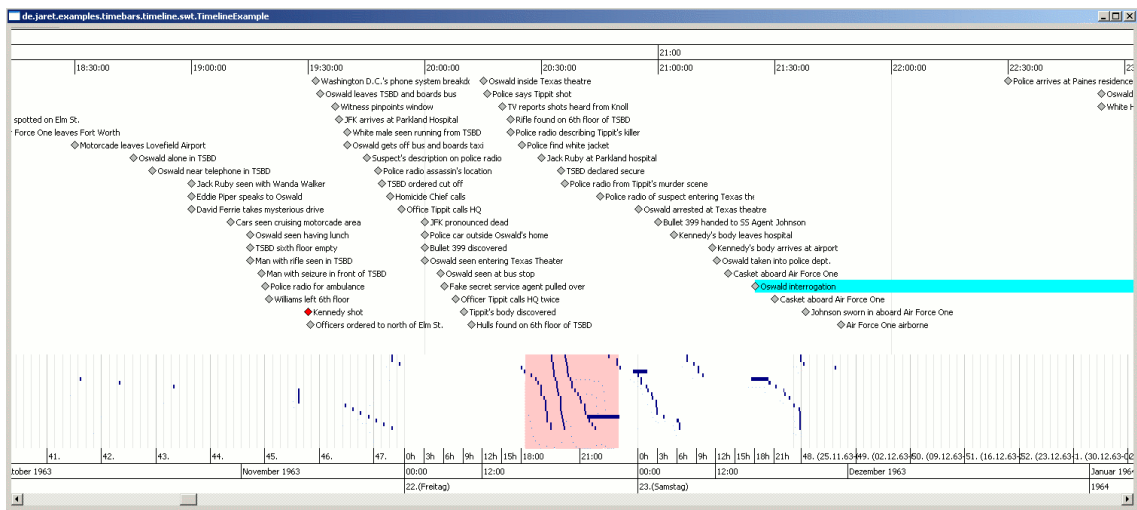 de.jaret.examples.timebars.timeline.swt.TimelineExample
21:00
18:30:00 19:00:00 19:30:00 20:00:00 20:30:00 21:00:00 21:30:00 22:00:00 22:30:00 23
Washington D.C.'s phone system breakdo Oswald inside Texas theatre Police arrives at Paines residence
Oswald leaves TSBD and boards bus Police says Tippit shot Oswald
Witness pinpoints window TV reports shots heard from Knoll White H
spotted on Elm St. JFK arrives at Parkland Hospital Rifle found on 6th floor of TSBD
r Force One leaves Fort Worth White male seen running from TSBD Police radio describing Tippit's killer
Motorcade leaves Lovefield Airport Oswald gets off bus and boards taxi Police find white jacket
Oswald alone in TSBD Suspect's description on police radio Jack Ruby at Parkland hospital
Oswald near telephone in TSBD Police radio assassin's location TSBD declared secure
Jack Ruby seen with Wanda Walker TSBD ordered cut off Police radio from Tippit's murder scene
Eddie Piper speaks to Oswald Homicide Chief calls Police radio of suspect entering Texas the
David Ferrie takes mysterious drive Office Tippit calls HQ Oswald arrested at Texas theatre
Cars seen cruising motorcade area JFK pronounced dead Bullet 399 handed to SS Agent Johnson
Oswald seen having lunch Police car outside Oswald's home Kennedy's body leaves hospital
TSBD sixth floor empty Bullet 399 discovered Kennedy's body arrives at airport
Man with rifle seen in TSBD Oswald seen entering Texas Theater Oswald taken into police dept.
Man with seizure in front of TSBD Oswald seen at bus stop Casket aboard Air Force One
Police radio for ambulance Fake secret service agent pulled over Oswald interrogation
Williams left 6th floor Officer Tippit calls HQ twice Casket aboard Air Force One
Kennedy shot Tippit's body discovered Johnson sworn in aboard Air Force One
Officers ordered to north of Elm St. Hulls found on 6th floor of TSBD Air Force One airborne
41. 42. 43. 44. 45. 46. 47. 0h 3h 6h 9h 12h 15h 18:00 21:00 0h 3h 6h 9h 12h 15h 18h 21h 48. (25.11.63- 49. (02.12.63- 50. (09.12.63- 51. (16.12.63- 52. (23.12.63- 1. (30.12.63-
tober 1963 November 1963 00:00 12:00 00:00 12:00 Dezember 1963 Januar 196
22.(Freitag) 23.(Samstag) 1964